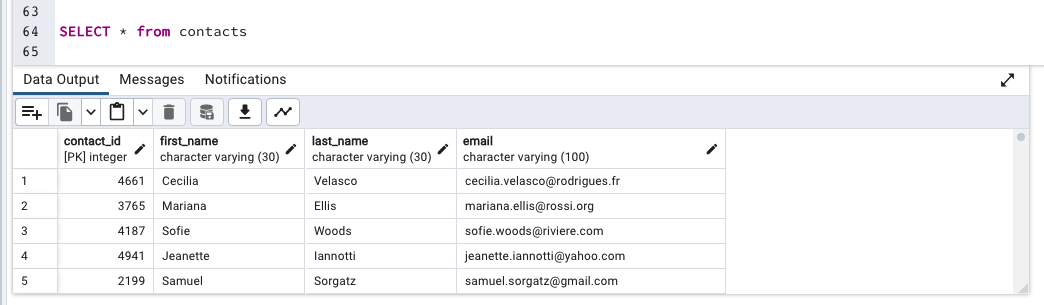 63
64 SELECT * from contacts
65
Data Output Messages Notifications
contact_id first_name last_name email
[PK] integer character varying (30) character varying (30) character varying (100)
1 4661 Cecilia Velasco cecilia.velasco@rodrigues.fr
2 3765 Mariana Ellis mariana.ellis@rossi.org
3 4187 Sofie Woods sofie.woods@riviere.com
4 4941 Jeanette Iannotti jeanette.iannotti@yahoo.com
5 2199 Samuel Sorgatz samuel.sorgatz@gmail.com